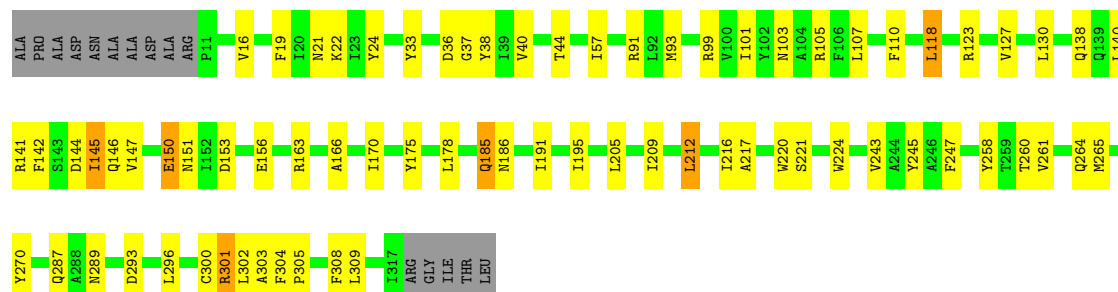 ALA PRO ALA ASP ASN ALA ALA ASP ALA ARG P11 V16 F19 I20 N21 K22 I23 Y24 Y33 D36 G37 Y38 I39 V40 T44 I57 R91 L92 M93 R99 V100 I101 Y102 N103 A104 R105 F106 L107 F110 L118 R123 V127 L130 Q138 Q139 L140
R141 F142 S143 D144 I145 Q146 V147 E150 N151 I152 D153 E156 R163 A166 I170 Y175 L178 Q185 N186 I191 I195 L205 I209 L212 I216 A217 W220 S221 W224 V243 A244 Y245 A246 F247 Y258 T259 T260 V261 Q264 M265
Y270 Q287 A288 N289 D293 L296 C300 R301 L302 A303 F304 P305 F308 L309 I317 ARG GLY ILE THR LEU